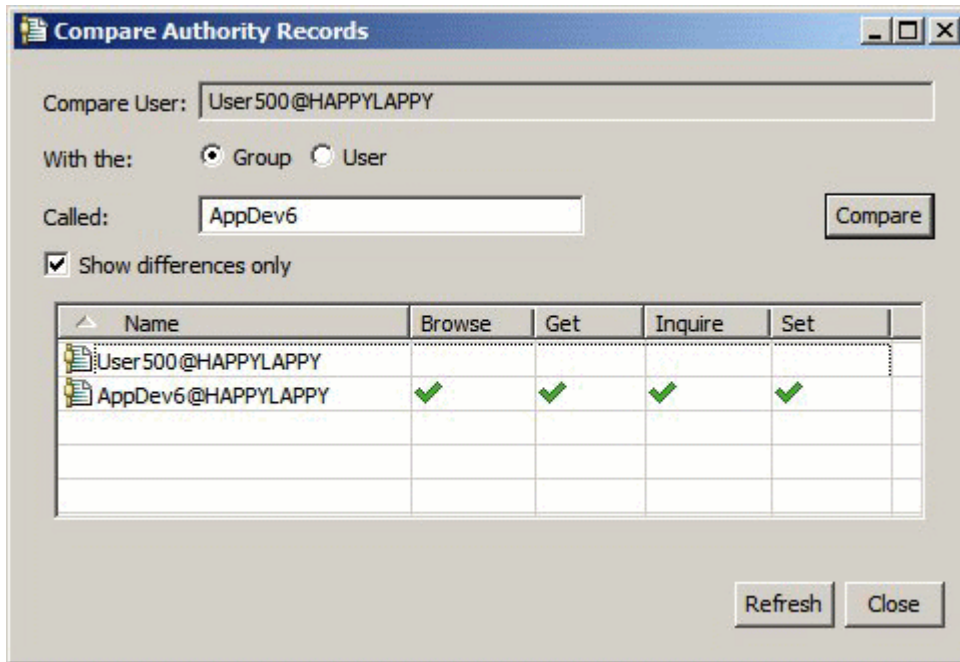 Compare Authority Records
Compare User: User500@HAPPYLAPPY
With the: Group User
Called: AppDev6 Compare
Show differences only
Name Browse Get Inquire Set
User500@HAPPYLAPPY
AppDev6@HAPPYLAPPY
Refresh Close